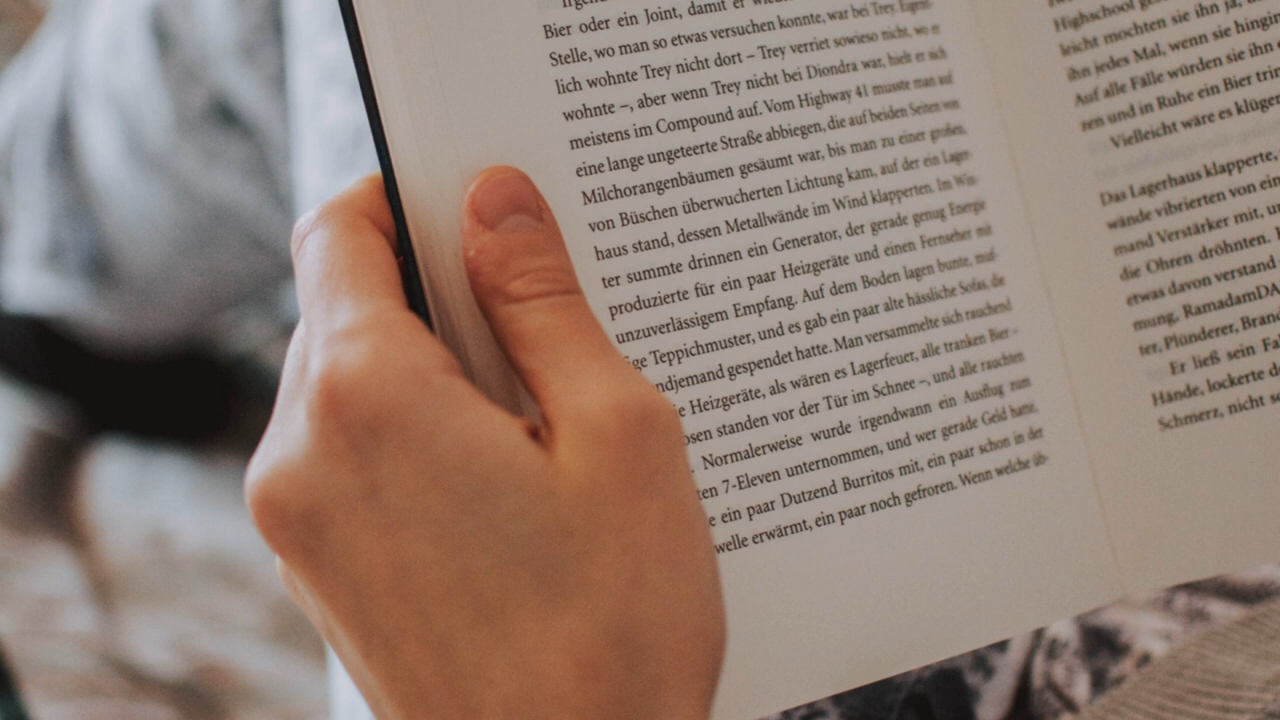 Bier oder ein Joint, damit er
Stelle, wo man so etwas versuchen konnte, war bei Trey. Eigent-
lich wohnte Trey nicht dort – Trey verriet sowieso nicht, wo er
wohnte –, aber wenn Trey nicht bei Diondra war, hielt er sich
meistens im Compound auf. Vom Highway 41 musste man auf
eine lange ungeteerte Straße abbiegen, die auf beiden Seiten von
Milchorangenbäumen gesäumt war, bis man zu einer großen,
von Büschen überwucherten Lichtung kam, auf der ein Lager-
haus stand, dessen Metallwände im Wind klapperten. Im Win-
ter summte drinnen ein Generator, der gerade genug Energie
produzierte für ein paar Heizgeräte und einen Fernseher mit
unzuverlässigem Empfang. Auf dem Boden lagen bunte, muf-
ge Teppichmuster, und es gab ein paar alte hässliche Sofas, die
ndjemand gespendet hatte. Man versammelte sich rauchend
e Heizgeräte, als wären es Lagerfeuer, alle tranken Bier –
osen standen vor der Tür im Schnee –, und alle rauchten
. Normalerweise wurde irgendwann ein Ausflug zum
ten 7-Eleven unternommen, und wer gerade Geld hatte,
e ein paar Dutzend Burritos mit, ein paar schon in der
welle erwärmt, ein paar noch gefroren. Wenn welche üb-
Highschool
leicht mochten sie ihn ja,
ihn jedes Mal, wenn sie hingin
Auf alle Fälle würden sie ihn
ren und in Ruhe ein Bier trin
Vielleicht wäre es klüger
Das Lagerhaus klapperte,
wände vibrierten von ein
mand Verstärker mit, un
die Ohren dröhnten.
etwas davon verstand
mung, RamadamDA
ter, Plünderer, Bran
Er ließ sein Fa
Hände, lockerte d
Schmerz, nicht s